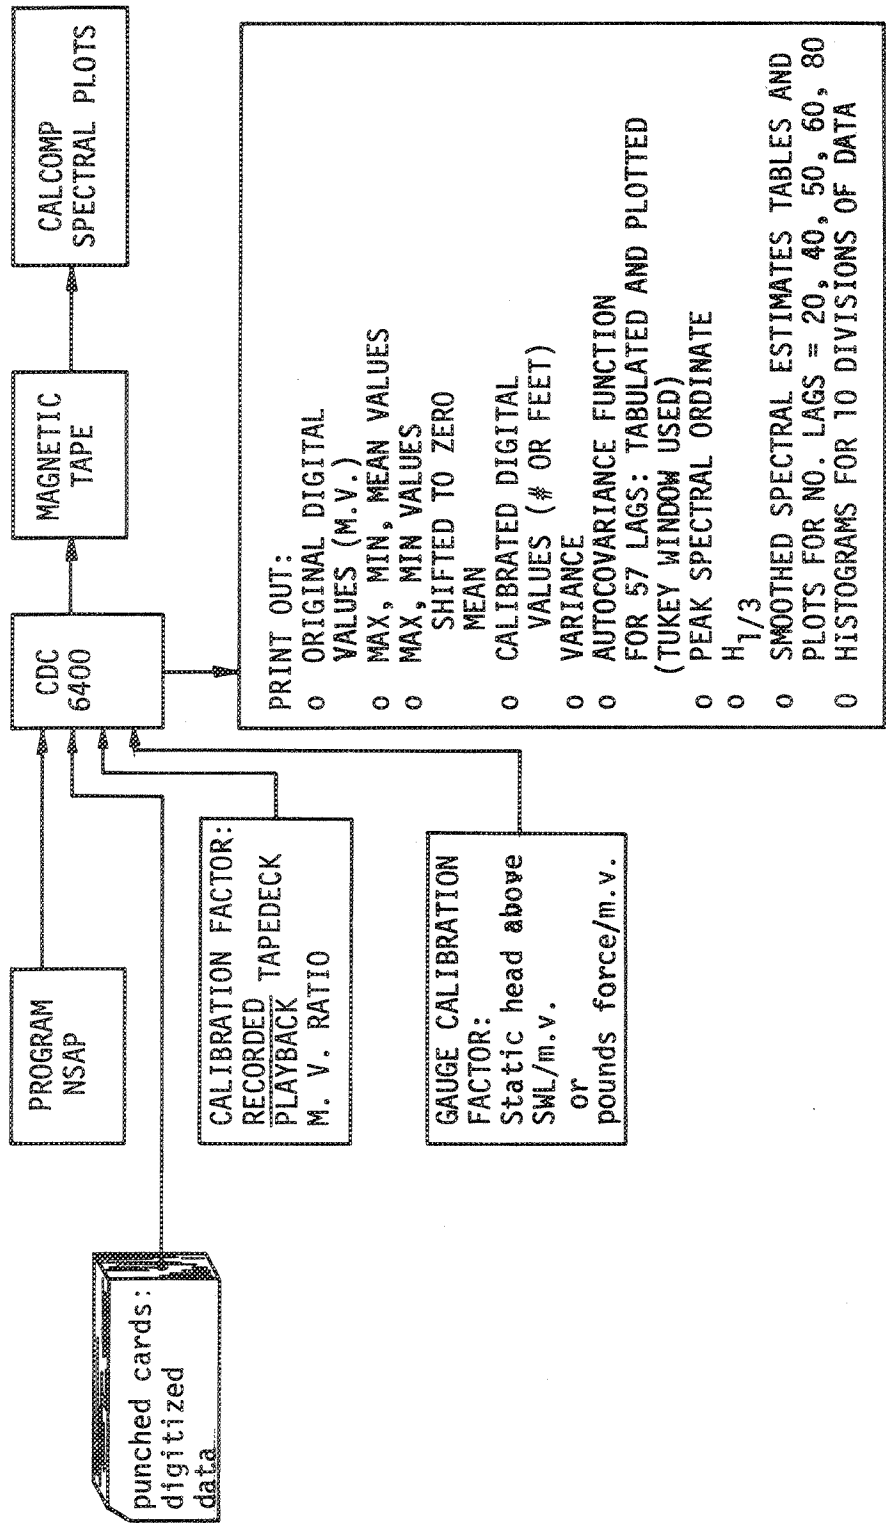 punched cards:
digitized
data
PROGRAM
NSAP
CALIBRATION FACTOR:
RECORDED TAPEDECK
PLAYBACK
M. V. RATIO
GAUGE CALIBRATION
FACTOR:
Static head above
SWL/m.v.
or
pounds force/m.v.
CDC
6400
MAGNETIC
TAPE
CALCOMP
SPECTRAL PLOTS
PRINT OUT:
o ORIGINAL DIGITAL
VALUES (M.V.)
o MAX, MIN, MEAN VALUES
o MAX, MIN VALUES
SHIFTED TO ZERO
MEAN
o CALIBRATED DIGITAL
VALUES (# OR FEET)
o VARIANCE
o AUTOCOVARIANCE FUNCTION
FOR 57 LAGS: TABULATED AND PLOTTED
(TUKEY WINDOW USED)
o PEAK SPECTRAL ORDINATE
o H1/3
o SMOOTHED SPECTRAL ESTIMATES TABLES AND
PLOTS FOR NO. LAGS = 20, 40, 50, 60, 80
O HISTOGRAMS FOR 10 DIVISIONS OF DATA